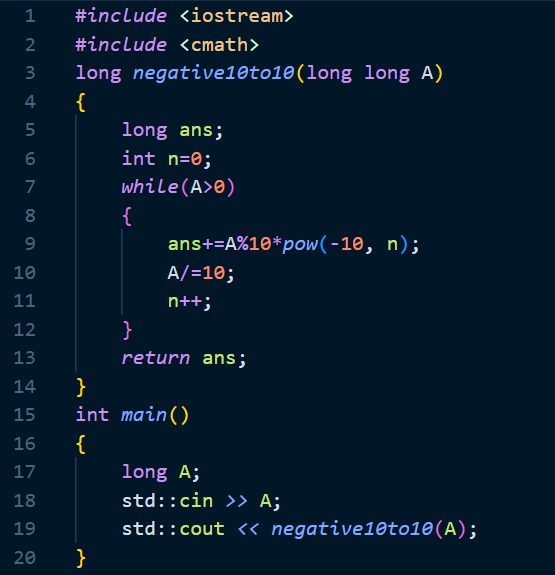 1 #include <iostream>
2 #include <cmath>
3 long negative10to10(long long A)
4 {
5     long ans;
6     int n=0;
7     while(A>0)
8     {
9         ans+=A%10*pow(-10, n);
10         A/=10;
11         n++;
12     }
13     return ans;
14 }
15 int main()
16 {
17     long A;
18     std::cin >> A;
19     std::cout << negative10to10(A);
20 }